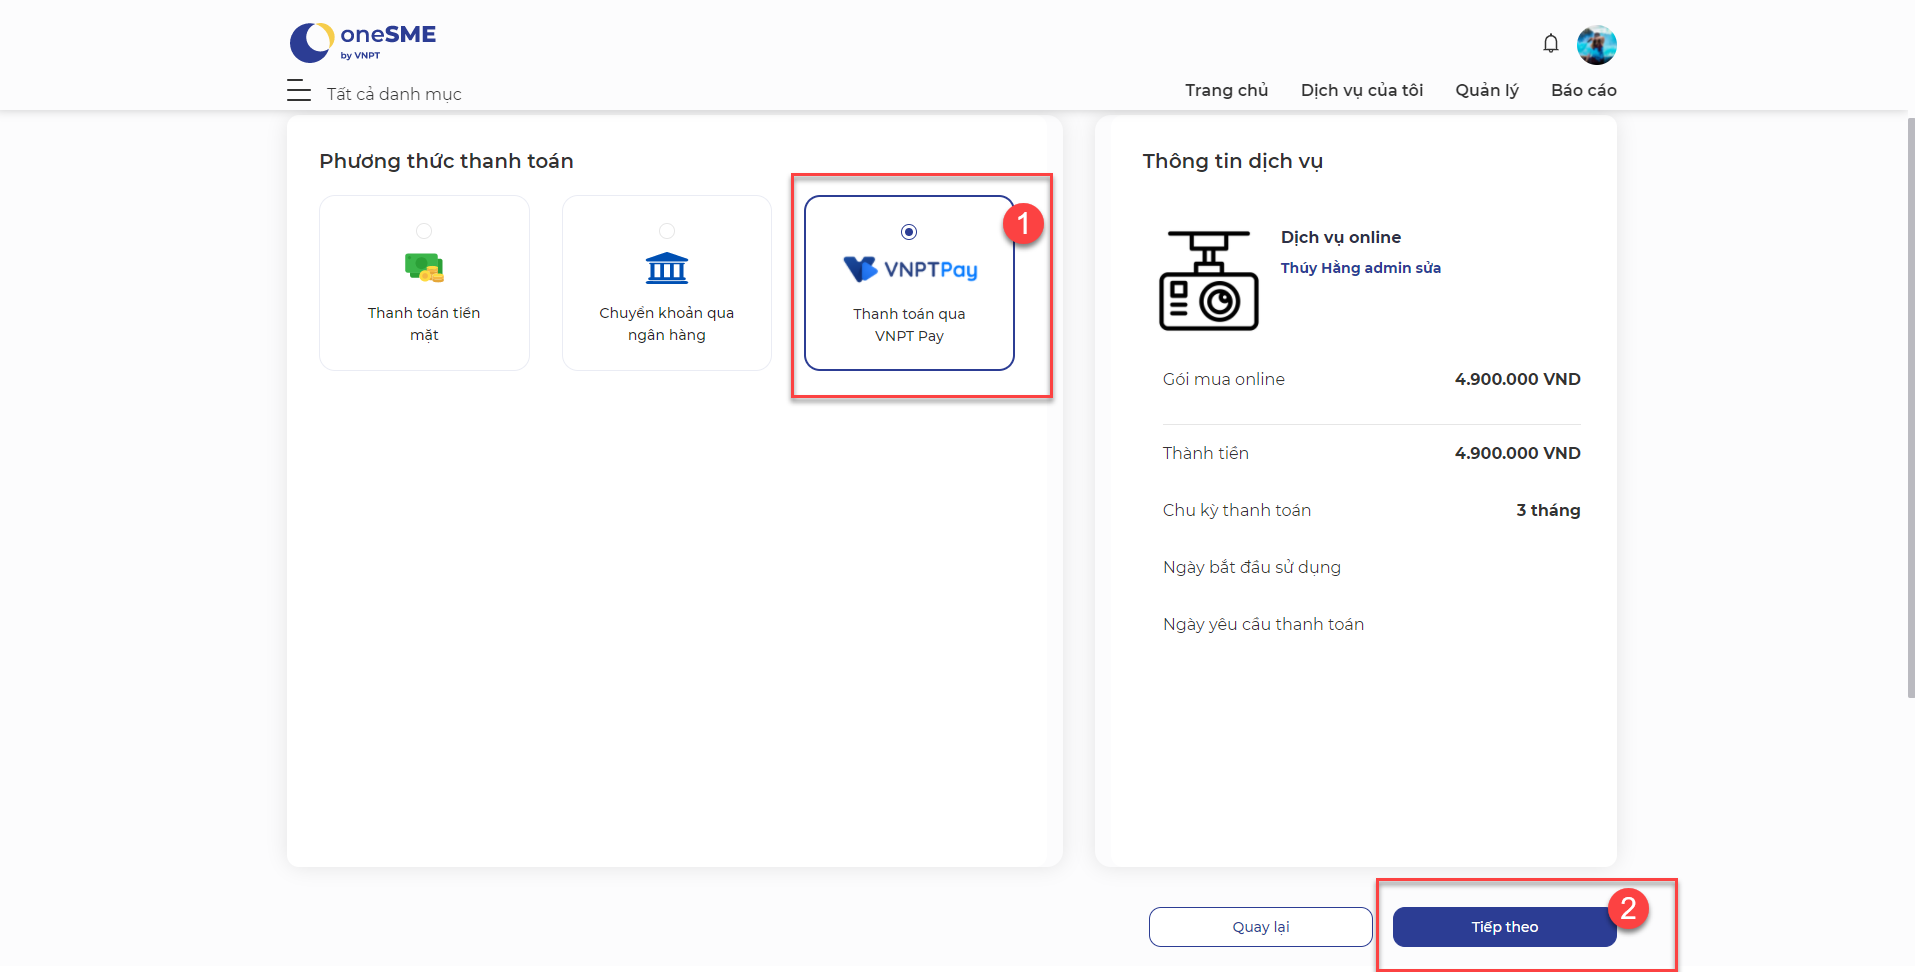 oneSME
by VNPT
Tất cả danh mục
Trang chủ
Dịch vụ của tôi
Quản lý
Báo cáo
Phương thức thanh toán
Thanh toán tiền
mặt
Chuyển khoản qua
ngân hàng
1
VNPTPay
Thanh toán qua
VNPT Pay
Thông tin dịch vụ
Dịch vụ online
Thúy Hằng admin sửa
Gói mua online 4.900.000 VND
Thành tiền 4.900.000 VND
Chu kỳ thanh toán 3 tháng
Ngày bắt đầu sử dụng
Ngày yêu cầu thanh toán
Quay lại
Tiếp theo
2